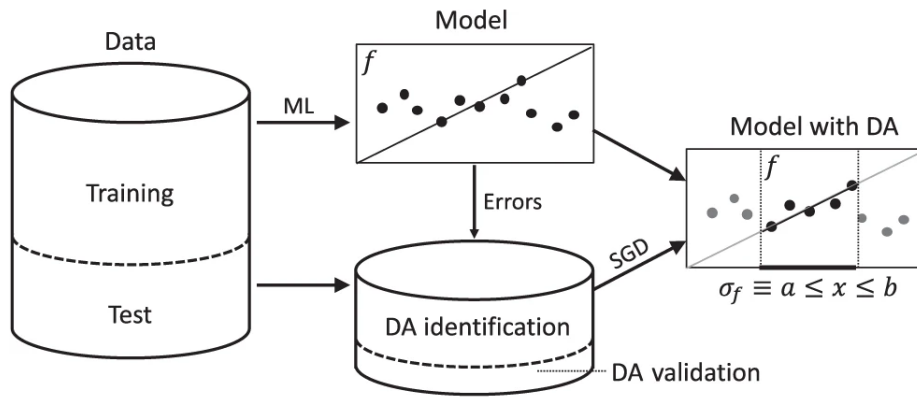 Data
Training
Test
ML
Model
f
Errors
DA identification
DA validation
SGD
Model with DA
f
σ_f ≡ a ≤ x ≤ b